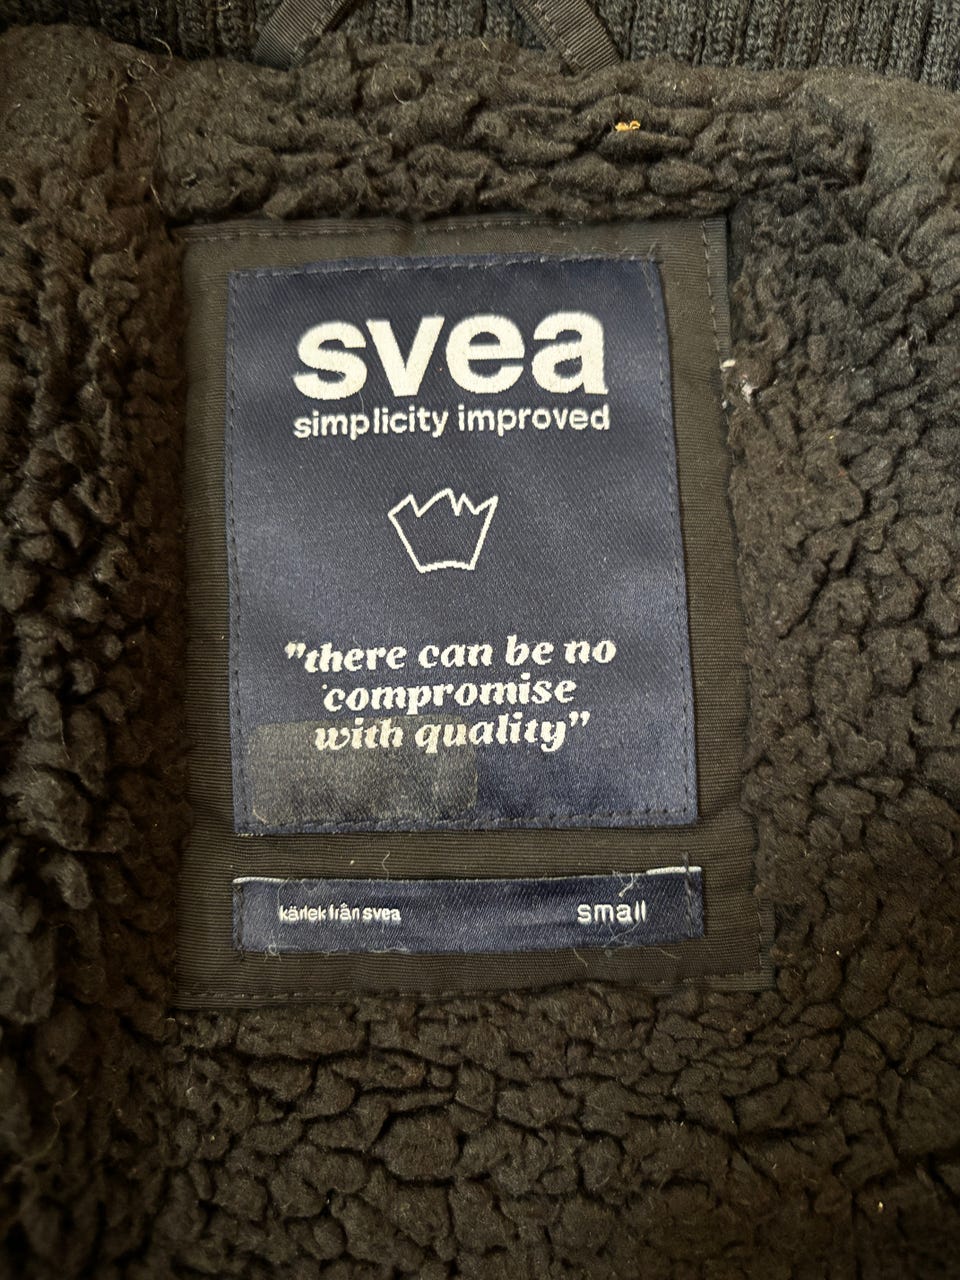 svea
simplicity improved
"there can be no
compromise
with quality"
kärlek från svea
small